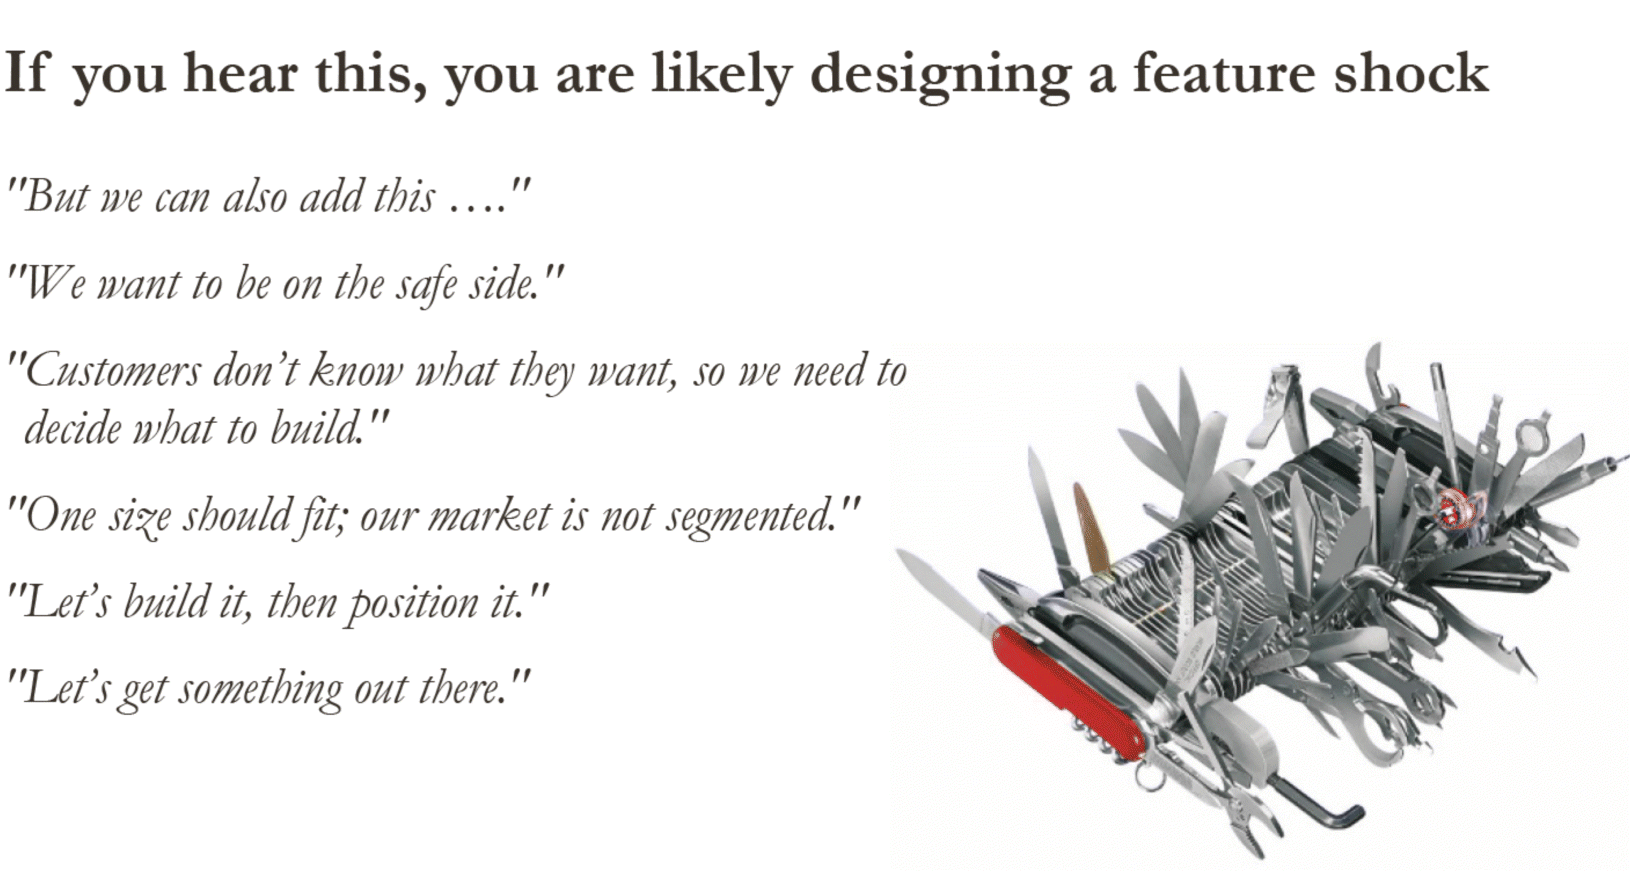 If you hear this, you are likely designing a feature shock
"But we can also add this …."
"We want to be on the safe side."
"Customers don’t know what they want, so we need to
decide what to build."
"One size should fit; our market is not segmented."
"Let’s build it, then position it."
"Let’s get something out there."